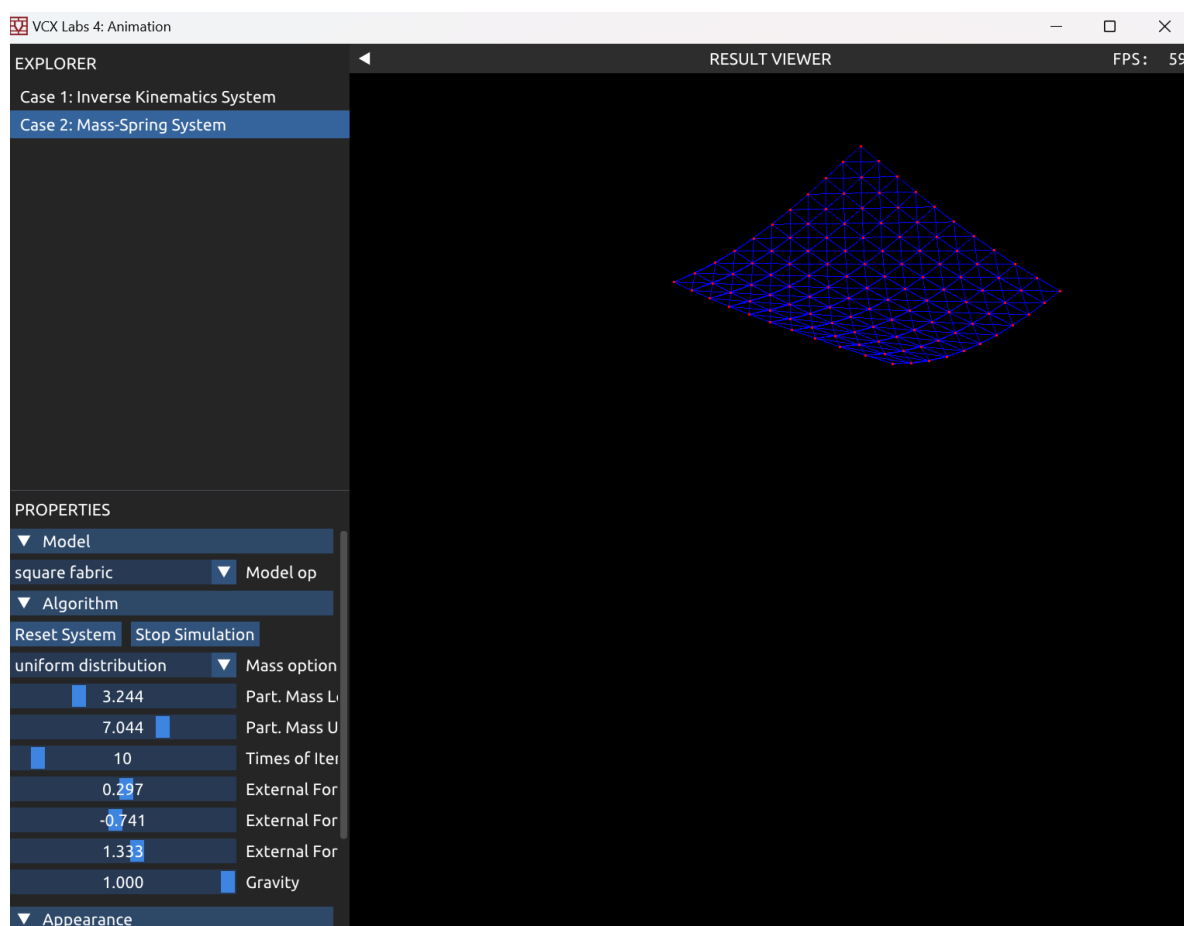 VCX Labs 4: Animation
EXPLORER
RESULT VIEWER
FPS: 59
Case 1: Inverse Kinematics System
Case 2: Mass-Spring System
PROPERTIES
Model
square fabric Model op
Algorithm
Reset System Stop Simulation
uniform distribution Mass option
3.244 Part. Mass L
7.044 Part. Mass U
10 Times of Iter
0.297 External For
-0.741 External For
1.333 External For
1.000 Gravity
Appearance